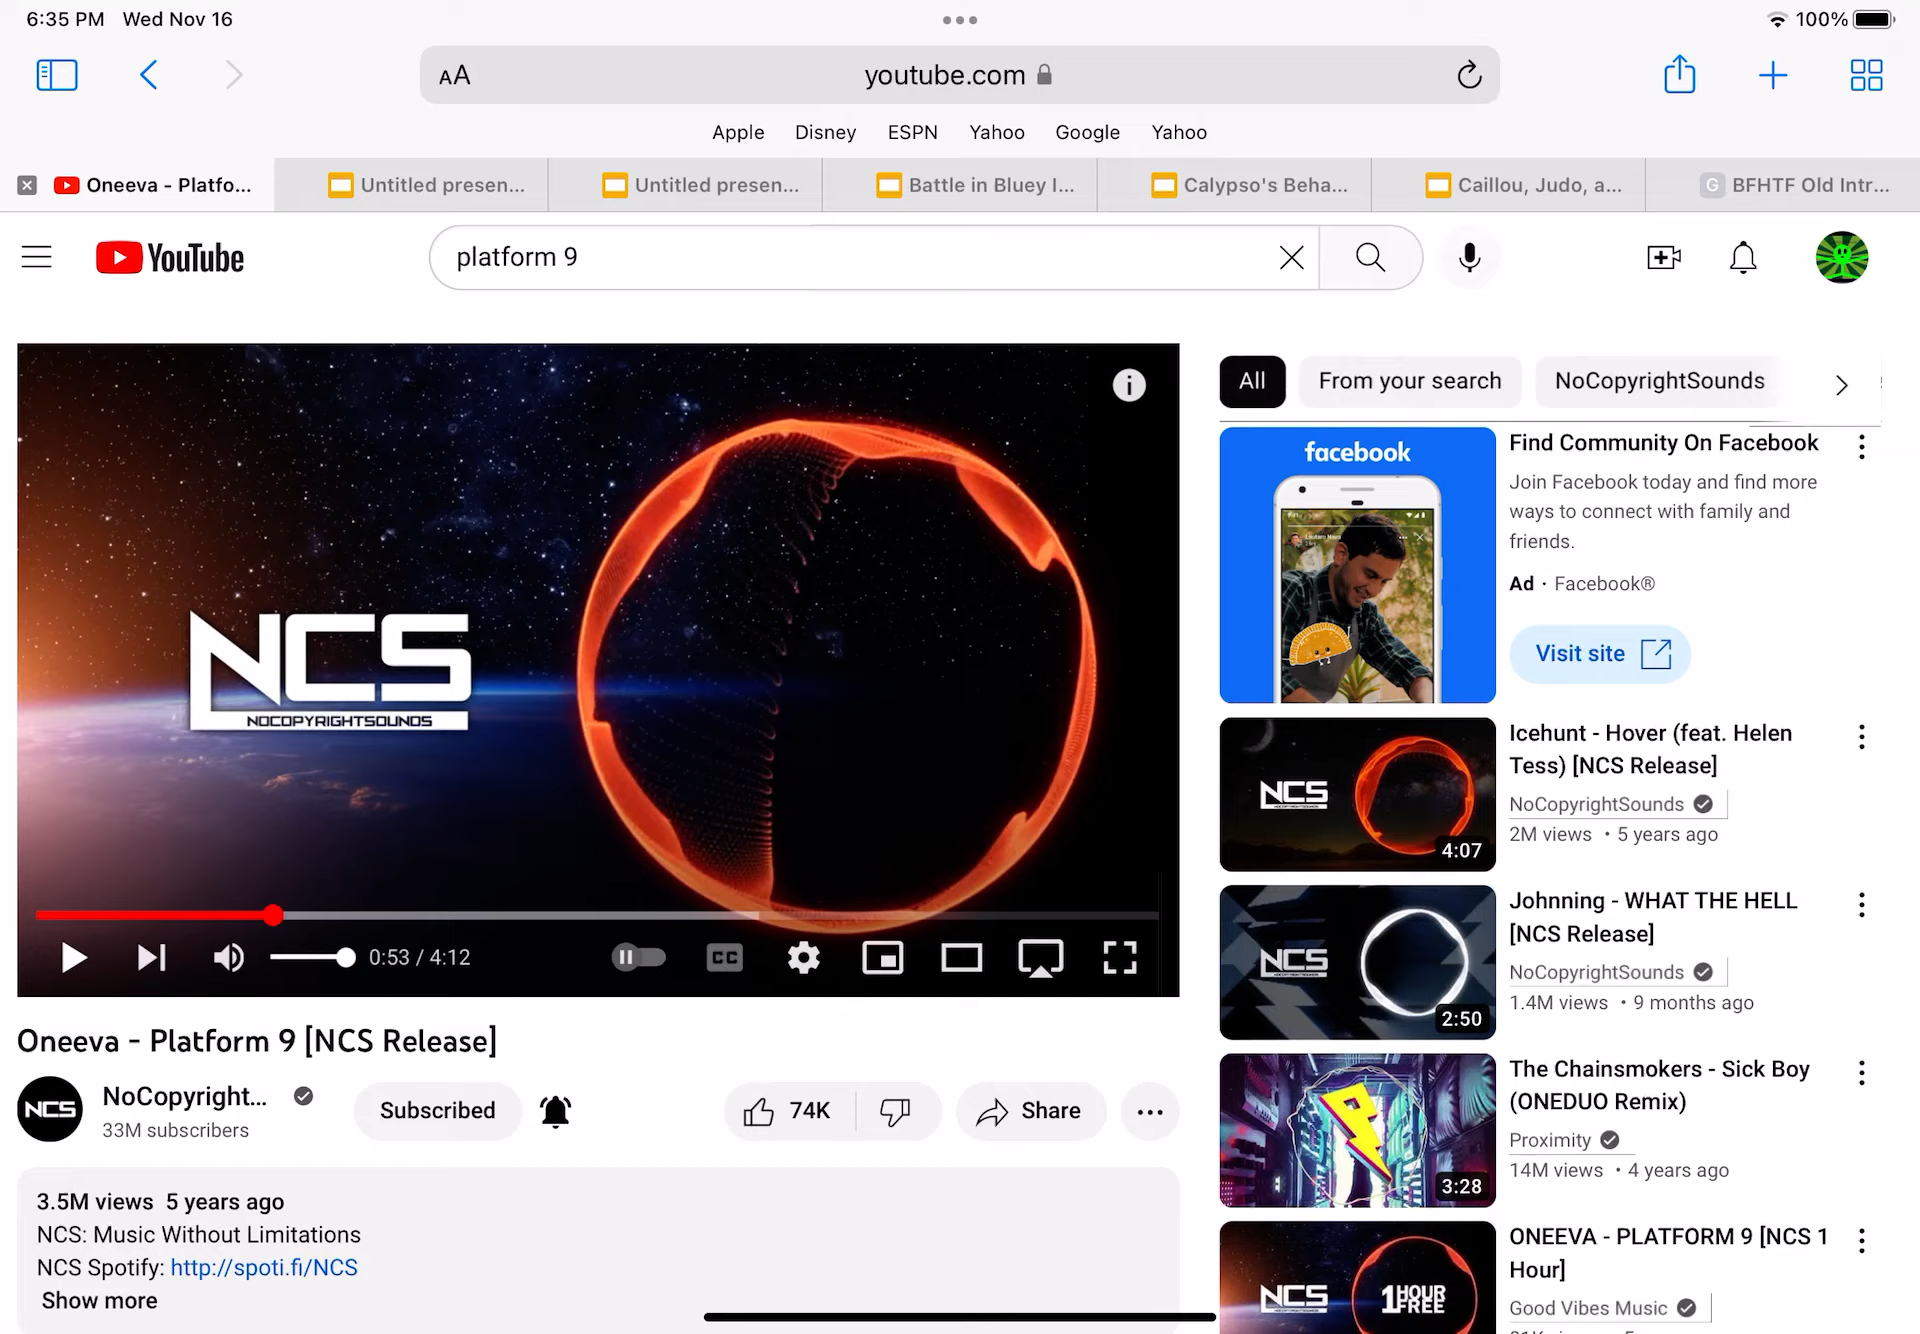 6:35 PM Wed Nov 16
100%
AA
youtube.com
Apple Disney ESPN Yahoo Google Yahoo
Oneeva - Platfo...
Untitled presen...
Untitled presen...
Battle in Bluey I...
Calypso's Beha...
Caillou, Judo, a...
G BFHTF Old Intr...
YouTube
platform 9
NCS
NOCOPYRIGHTSOUNDS
0:53 / 4:12
CC
Oneeva - Platform 9 [NCS Release]
NCS
NoCopyright...
33M subscribers
Subscribed
74K
Share
3.5M views 5 years ago
NCS: Music Without Limitations
NCS Spotify: http://spoti.fi/NCS
Show more
All
From your search
NoCopyrightSounds
facebook
Find Community On Facebook
Join Facebook today and find more
ways to connect with family and
friends.
Ad · Facebook®
Visit site
NCS
4:07
Icehunt - Hover (feat. Helen
Tess) [NCS Release]
NoCopyrightSounds
2M views • 5 years ago
NCS
2:50
Johnning - WHAT THE HELL
[NCS Release]
NoCopyrightSounds
1.4M views • 9 months ago
3:28
The Chainsmokers - Sick Boy
(ONEDUO Remix)
Proximity
14M views • 4 years ago
NCS
1HOUR
FREE
ONEEVA - PLATFORM 9 [NCS 1
Hour]
Good Vibes Music